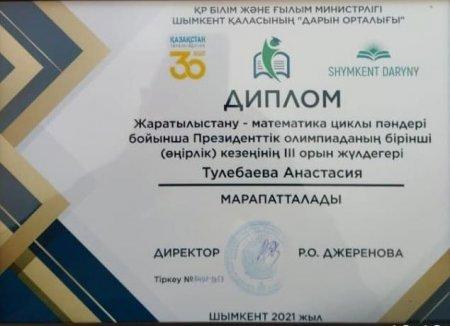 ҚР БІЛІМ ЖӘНЕ ҒЫЛЫМ МИНИСТРЛІГІ
ШЫМКЕНТ ҚАЛАСЫНЫҢ "ДАРЫН ОРТАЛЫҒЫ"
ҚАЗАҚСТАН
SHYMKENT DARYNY
ДИПЛОМ
Жаратылыстану - математика циклы пәндері
бойынша Президенттік олимпиаданың бірінші
(өңірлік) кезеңінің III орын жүлдегері
Тулебаева Анастасия
МАРАПАТТАЛАДЫ
ДИРЕКТОР Р.О. ДЖЕРЕНОВА
Тіркеу №
ШЫМКЕНТ 2021 жыл